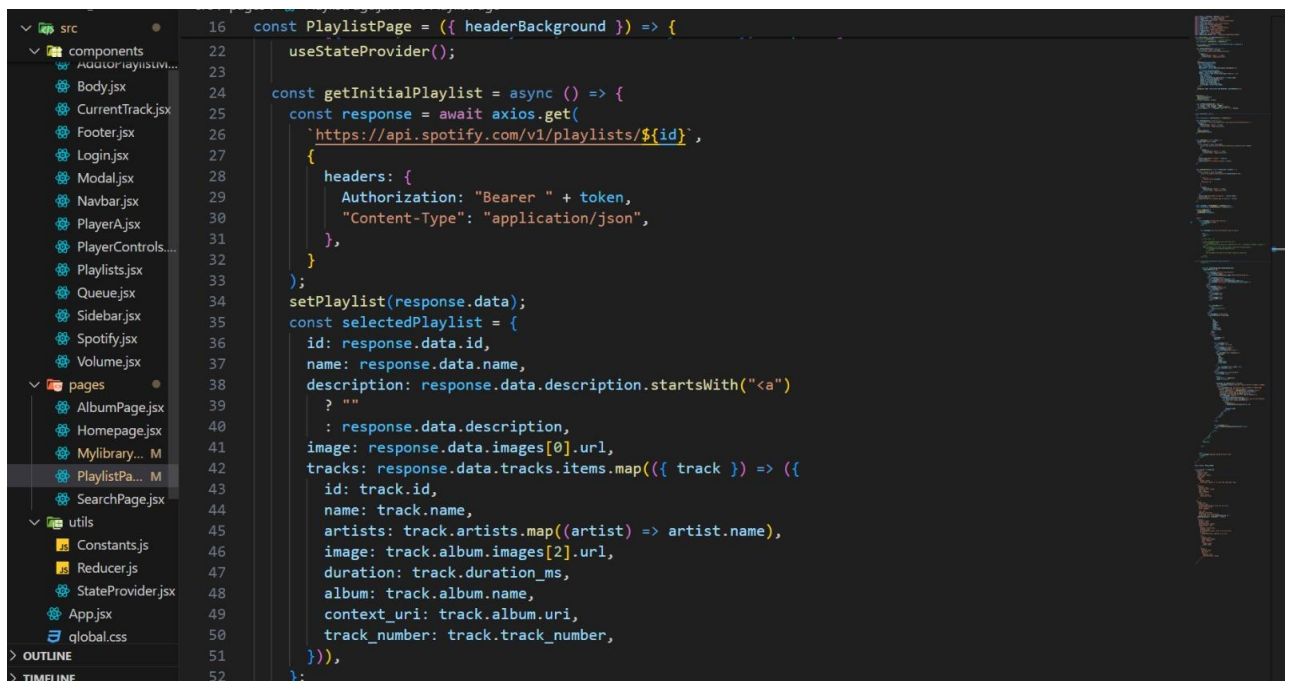 src
components
AddtoPlaylistM...
Body.jsx
CurrentTrack.jsx
Footer.jsx
Login.jsx
Modal.jsx
Navbar.jsx
PlayerA.jsx
PlayerControls....
Playlists.jsx
Queue.jsx
Sidebar.jsx
Spotify.jsx
Volume.jsx
pages
AlbumPage.jsx
Homepage.jsx
Mylibrary... M
PlaylistPa... M
SearchPage.jsx
utils
JS Constants.js
JS Reducer.js
StateProvider.jsx
App.jsx
global.css
OUTLINE
TIMELINE
16 const PlaylistPage = ({ headerBackground }) => {
22 useStateProvider();
23
24 const getInitialPlaylist = async () => {
25 const response = await axios.get(
26 `https://api.spotify.com/v1/playlists/${id}`,
27 {
28 headers: {
29 Authorization: "Bearer " + token,
30 "Content-Type": "application/json",
31 },
32 }
33 );
34 setPlaylist(response.data);
35 const selectedPlaylist = {
36 id: response.data.id,
37 name: response.data.name,
38 description: response.data.description.startsWith("<a")
39 ? ""
40 : response.data.description,
41 image: response.data.images[0].url,
42 tracks: response.data.tracks.items.map(({ track }) => ({
43 id: track.id,
44 name: track.name,
45 artists: track.artists.map((artist) => artist.name),
46 image: track.album.images[2].url,
47 duration: track.duration_ms,
48 album: track.album.name,
49 context_uri: track.album.uri,
50 track_number: track.track_number,
51 })),
52 };